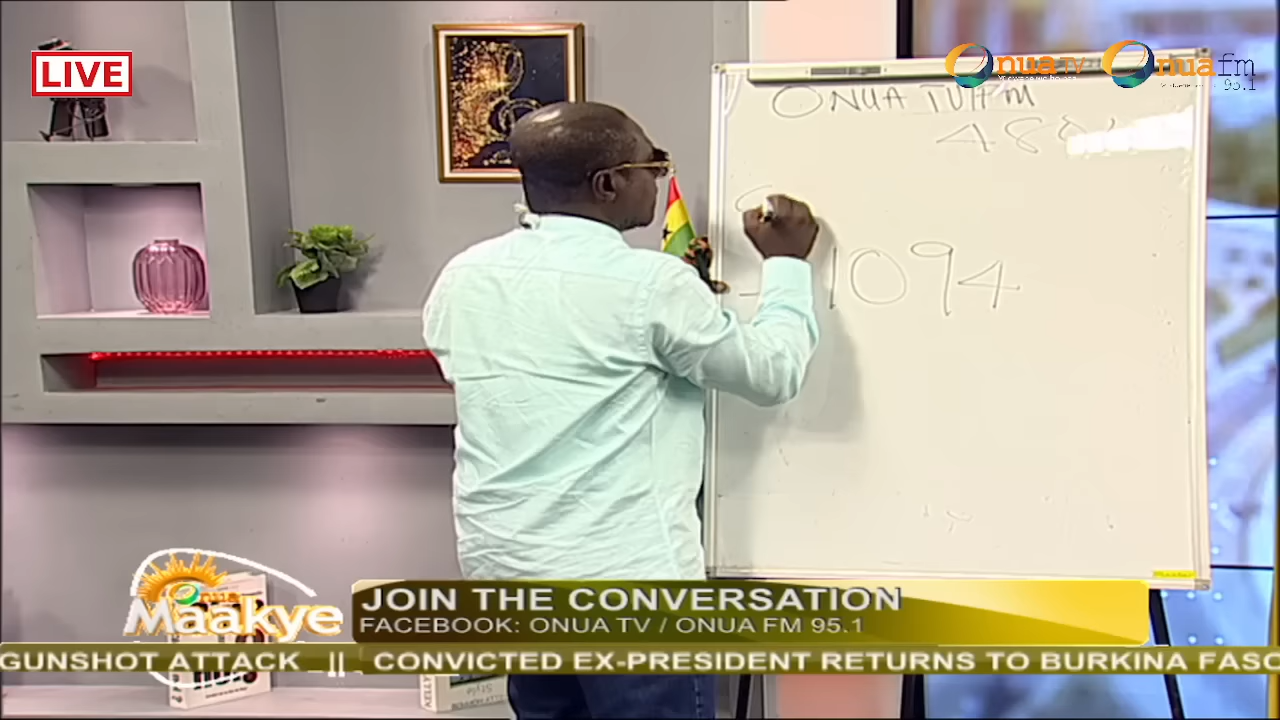 LIVE
Onua TV
Onua fm
95.1
ONUA TV/FM
1094
Onua
Maakye
JOIN THE CONVERSATION
FACEBOOK: ONUA TV / ONUA FM 95.1
GUNSHOT ATTACK || CONVICTED EX-PRESIDENT RETURNS TO BURKINA FASO